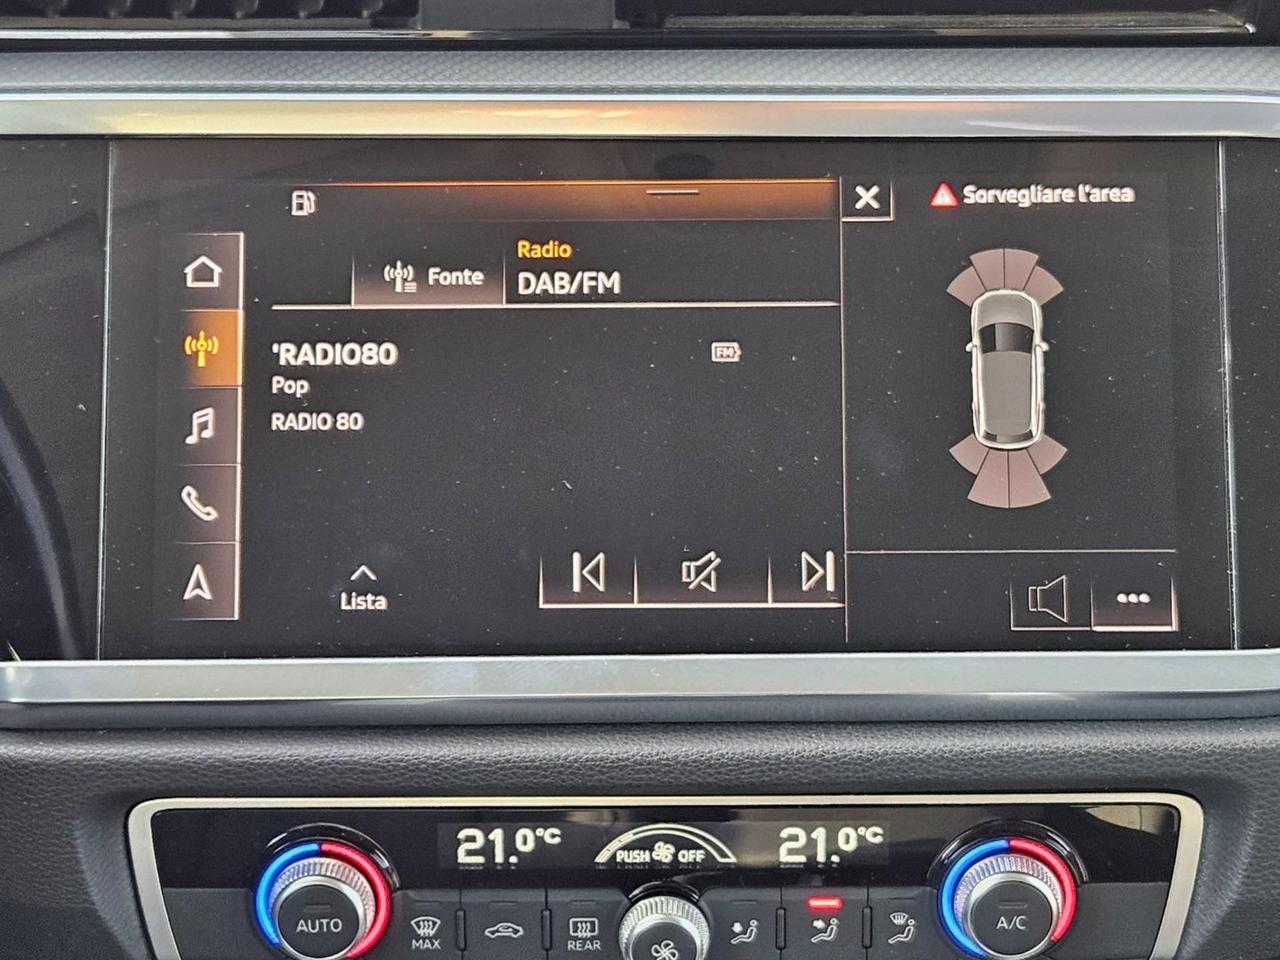 Sorvegliare l'area
Radio
Fonte
DAB/FM
'RADIO80
FM
Pop
RADIO 80
Lista
21.0°C
PUSH OFF
21.0°C
AUTO
MAX
REAR
A/C